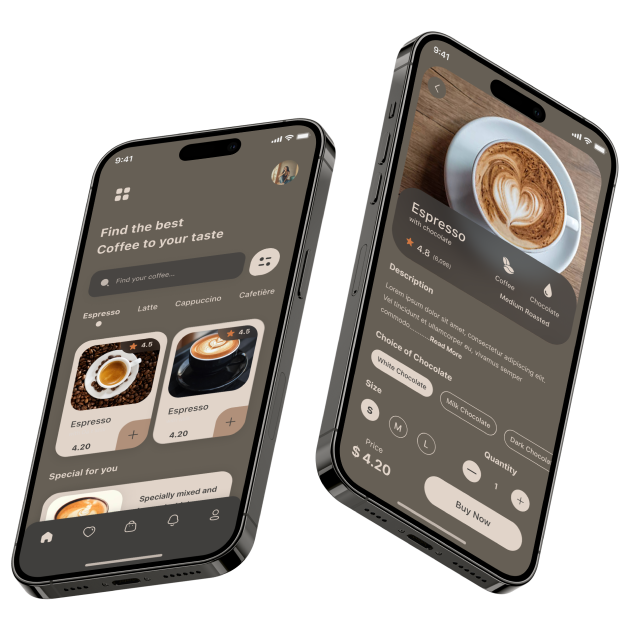 9:41
Find the best
Coffee to your taste
Find your coffee...
Espresso
Latte
Cappuccino
Cafetière
4.5
4.5
Espresso
4.20
Espresso
4.20
Special for you
Specially mixed and
9:41
Espresso
with chocolate
4.8 (6,098)
Coffee
Chocolate
Medium Roasted
Description
Lorem ipsum dolor sit amet, consectetur adipiscing elit.
Vel tincidunt et ullamcorper eu, vivamus semper
commodo..........Read More
Choice of Chocolate
White Chocolate
Milk Chocolate
Dark Chocola
Size
S
M
L
Quantity
1
Price
$ 4.20
Buy Now